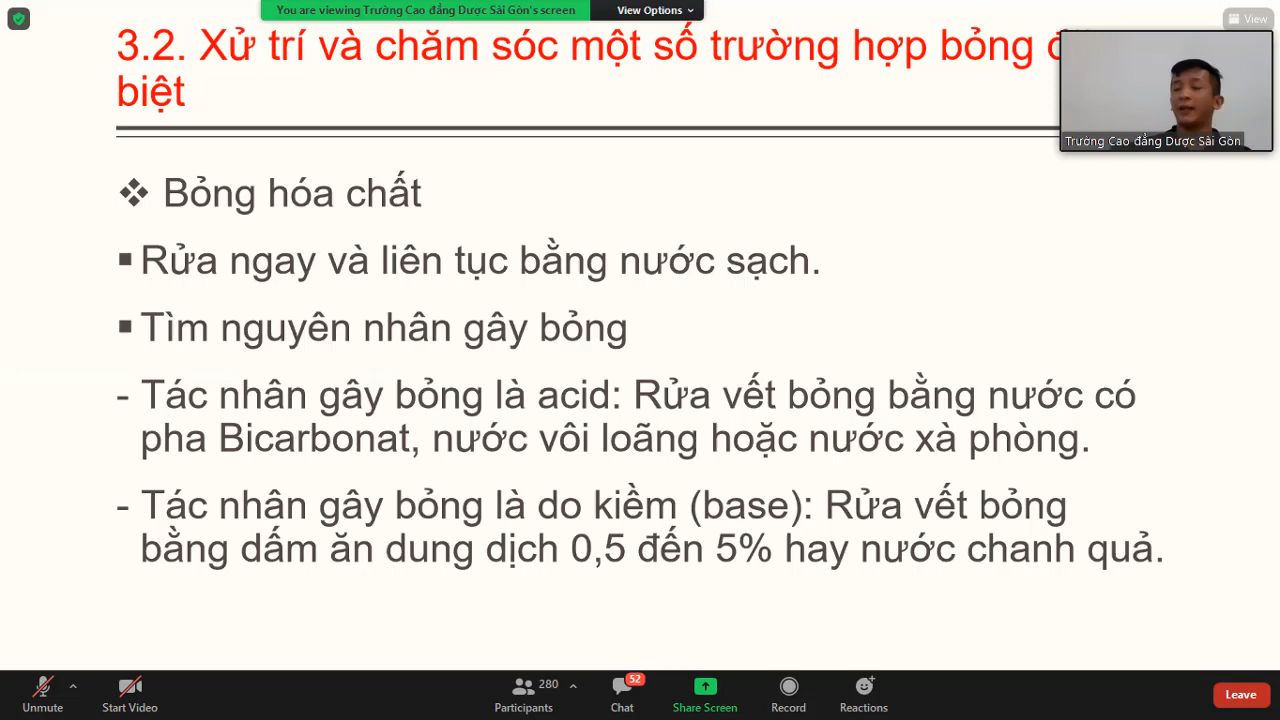 You are viewing Trường Cao đẳng Dược Sài Gòn's screen
View Options
View
3.2. Xử trí và chăm sóc một số trường hợp bỏng
biệt
Trường Cao đẳng Dược Sài Gòn
❖ Bỏng hóa chất
▪ Rửa ngay và liên tục bằng nước sạch.
▪ Tìm nguyên nhân gây bỏng
- Tác nhân gây bỏng là acid: Rửa vết bỏng bằng nước có
pha Bicarbonat, nước vôi loãng hoặc nước xà phòng.
- Tác nhân gây bỏng là do kiềm (base): Rửa vết bỏng
bằng dấm ăn dung dịch 0,5 đến 5% hay nước chanh quả.
Unmute
Start Video
280
Participants
52
Chat
Share Screen
Record
Reactions
Leave